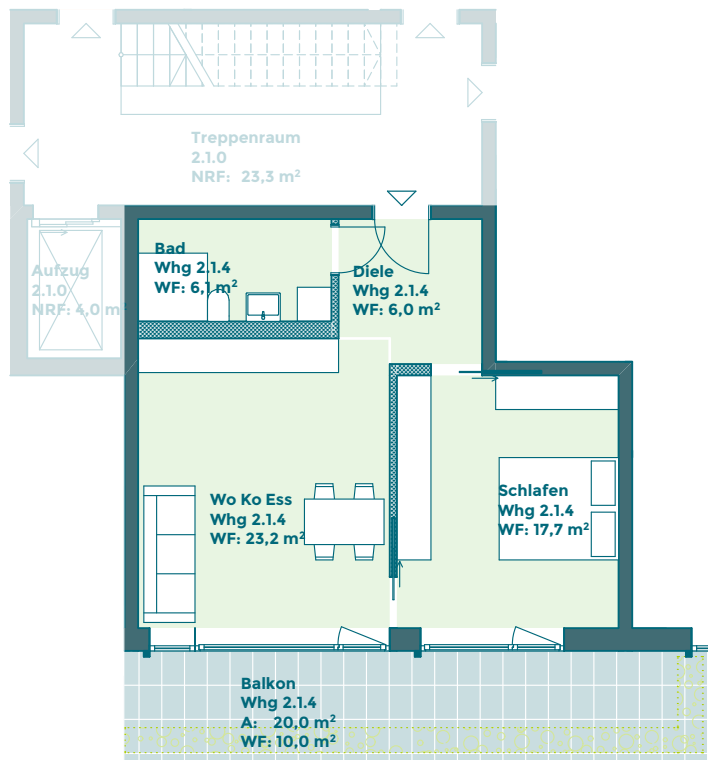 Treppenraum
2.1.0
NRF: 23,3 m²
Bad
Whg 2.1.4
WF: 6,1 m²
Diele
Whg 2.1.4
WF: 6,0 m²
Aufzug
2.1.0
NRF: 4,0 m²
Wo Ko Ess
Whg 2.1.4
WF: 23,2 m²
Schlafen
Whg 2.1.4
WF: 17,7 m²
Balkon
Whg 2.1.4
A: 20,0 m²
WF: 10,0 m²